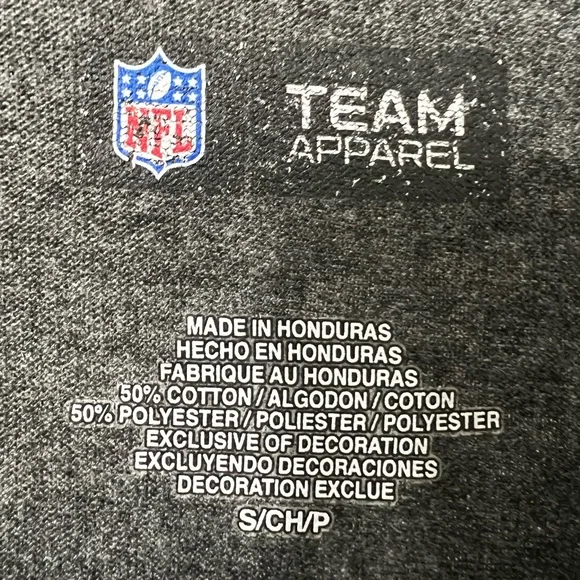 NFL
TEAM
APPAREL
MADE IN HONDURAS
HECHO EN HONDURAS
FABRIQUE AU HONDURAS
50% COTTON / ALGODON / COTON
50% POLYESTER / POLIESTER / POLYESTER
EXCLUSIVE OF DECORATION
EXCLUYENDO DECORACIONES
DECORATION EXCLUE
S/CH/P